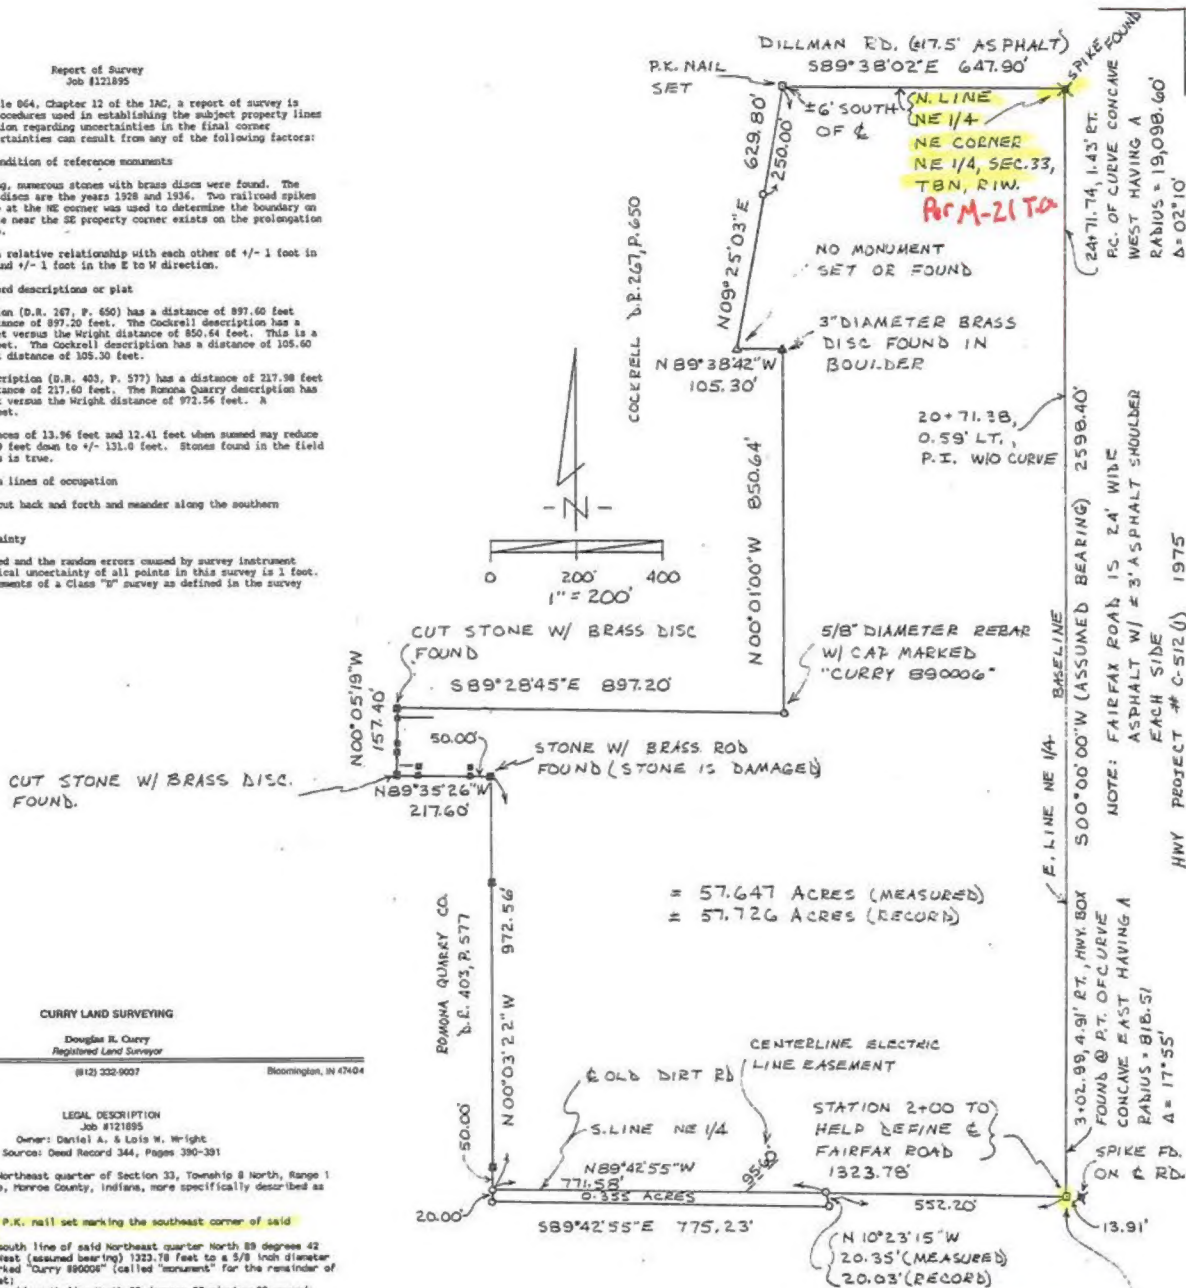 Report of Survey
Job #121895
le 864, Chapter 12 of the IAC, a report of survey is
ocedures used in establishing the subject property lines
ion regarding uncertainties in the final corner
ertainties can result from any of the following factors:
ndition of reference monuments
g, numerous stones with brass discs were found. The
discs are the years 1928 and 1936. Two railroad spikes
at the NE corner was used to determine the boundary on
e near the SE property corner exists on the prolongation
relative relationship with each other of +/- 1 foot in
und +/- 1 foot in the E to W direction.
rd descriptions or plat
on (D.R. 267, P. 650) has a distance of 897.60 feet
ance of 897.20 feet. The Cockrell description has a
t versus the Wright distance of 850.64 feet. This is a
eet. The Cockrell description has a distance of 105.60
t distance of 105.30 feet.
ription (D.R. 403, P. 577) has a distance of 217.98 feet
ance of 217.60 feet. The Romona Quarry description has
t versus the Wright distance of 972.56 feet. A
eet.
nces of 13.96 feet and 12.41 feet when summed may reduce
feet down to +/- 131.0 feet. Stones found in the field
s is true.
n lines of occupation
out back and forth and meander along the southern
ainty
ed and the random errors caused by survey instrument
ical uncertainty of all points in this survey is 1 foot.
ements of a Class "D" survey as defined in the survey
DILLMAN RD. (±17.5' ASPHALT)
S89°38'02"E 647.90'
SPIKE FOUND
P.K. NAIL
SET
±6' SOUTH
OF ℄
N. LINE
NE 1/4
NE CORNER
NE 1/4, SEC.33,
T8N, R1W.
Per M-21 T.O.
629.80'
250.00'
N09°25'03"E
COCKRELL D.R.267, P.650
NO MONUMENT
SET OR FOUND
3" DIAMETER BRASS
DISC FOUND IN
BOULDER
N89°38'42"W
105.30'
24+71.74, 1.43' RT.
P.C. OF CURVE CONCAVE
WEST HAVING A
RADIUS = 19,098.60'
Δ=02°10'
20+71.38,
0.59' LT.,
P.I. W/O CURVE
N00°01'00"W 850.64'
- N -
0 200' 400
1" = 200'
E. LINE NE 1/4 BASELINE
S00°00'00"W (ASSUMED BEARING) 2598.40'
NOTE: FAIRFAX ROAD IS 24' WIDE
ASPHALT W/ ± 3' ASPHALT SHOULDER
EACH SIDE
HWY PROJECT # C-512(1) 1975
CUT STONE W/ BRASS DISC
FOUND
S89°28'45"E 897.20'
5/8" DIAMETER REBAR
W/ CAP MARKED
"CURRY 890006"
N00°05'19"W
157.40'
50.00'
STONE W/ BRASS ROD
FOUND (STONE IS DAMAGED)
CUT STONE W/ BRASS DISC.
FOUND.
N89°35'26"W
217.60'
± 57.647 ACRES (MEASURED)
± 57.726 ACRES (RECORD)
ROMONA QUARRY CO.
D.R. 403, P. 577
N00°03'22"W 972.56'
50.00'
CENTERLINE ELECTRIC
LINE EASEMENT
℄ OLD DIRT RD
S.LINE NE 1/4
STATION 2+00 TO
HELP DEFINE ℄
FAIRFAX ROAD
1323.78'
3+02.99, 4.91' RT., HWY. BOX
FOUND @ P.T. OF CURVE
CONCAVE EAST HAVING A
RADIUS = 818.51
Δ = 17°55'
SPIKE FD.
ON ℄ RD.
N89°42'55"W
771.58'
0.355 ACRES
95.60'
552.20'
13.91'
20.00'
S89°42'55"E 775.23'
N 10°23'15"W
20.35' (MEASURED)
20.03' (RECORD)
CURRY LAND SURVEYING
Douglas R. Curry
Registered Land Surveyor
(812) 332-9007 Bloomington, IN 47404
LEGAL DESCRIPTION
Job #121895
Owner: Daniel A. & Lois W. Wright
Source: Deed Record 344, Pages 390-391
Northeast quarter of Section 33, Township 8 North, Range 1
, Monroe County, Indiana, more specifically described as
P.K. nail set marking the southeast corner of said
south line of said Northeast quarter North 89 degrees 42
West (assumed bearing) 1323.78 feet to a 5/8 inch diameter
rked "Curry 890006" (called "monument" for the remainder of
et)